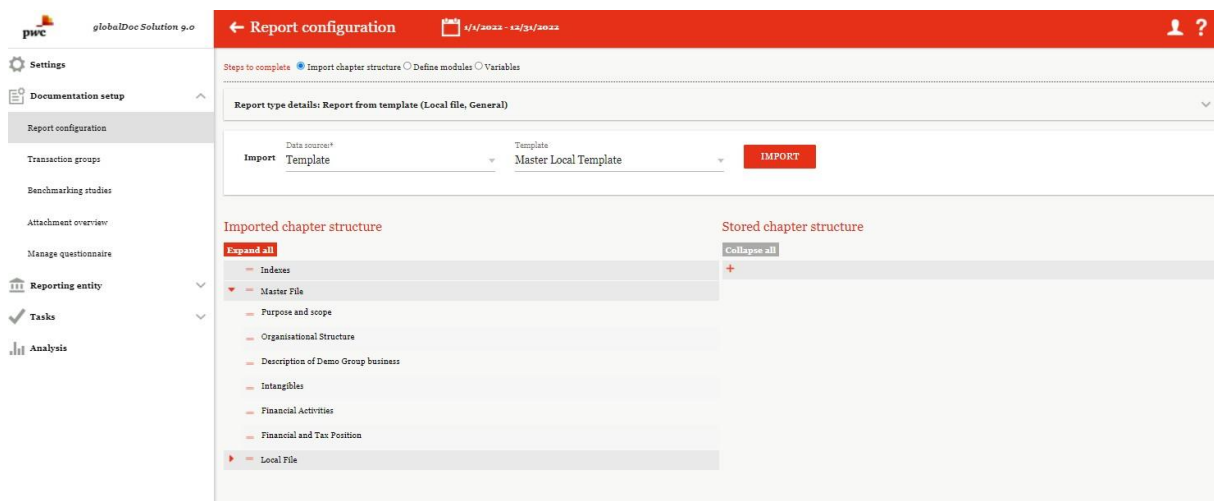 pwc globalDoc Solution 9.0
← Report configuration 1/1/2022 - 12/31/2022 ?
Settings
Documentation setup
Report configuration
Transaction groups
Benchmarking studies
Attachment overview
Manage questionnaire
Reporting entity
Tasks
Analysis
Steps to complete Import chapter structure Define modules Variables
Report type details: Report from template (Local file, General)
Data source:* Template
Import Template Master Local Template IMPORT
Imported chapter structure
Expand all
Indexes
Master File
Purpose and scope
Organisational Structure
Description of Demo Group business
Intangibles
Financial Activities
Financial and Tax Position
Local File
Stored chapter structure
Collapse all
+